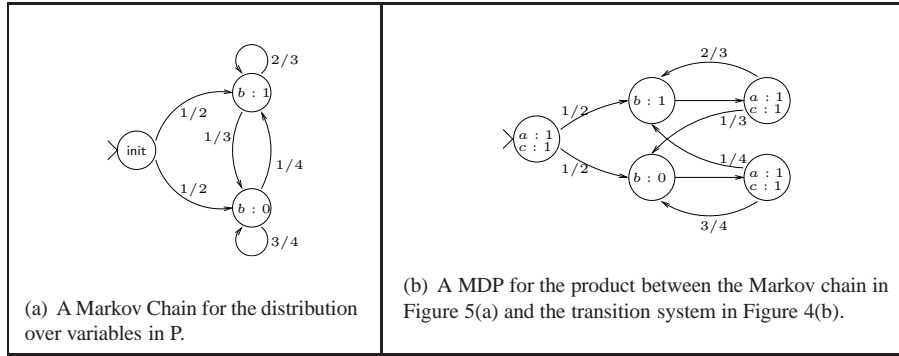 2/3
b : 1
1/2
1/3
init
1/4
1/2
b : 0
3/4
(a) A Markov Chain for the distribution
over variables in P.
2/3
1/2
b : 1
a : 1
c : 1
1/3
a : 1
c : 1
1/4
1/2
b : 0
a : 1
c : 1
3/4
(b) A MDP for the product between the Markov chain in
Figure 5(a) and the transition system in Figure 4(b).